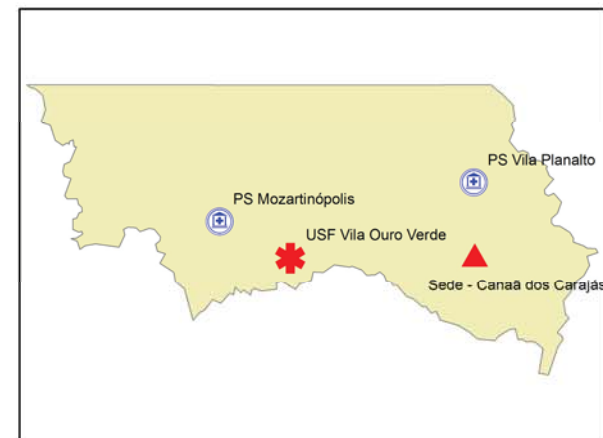 PS Vila Planalto
PS Mozartinópolis
USF Vila Ouro Verde
Sede - Canaã dos Carajás